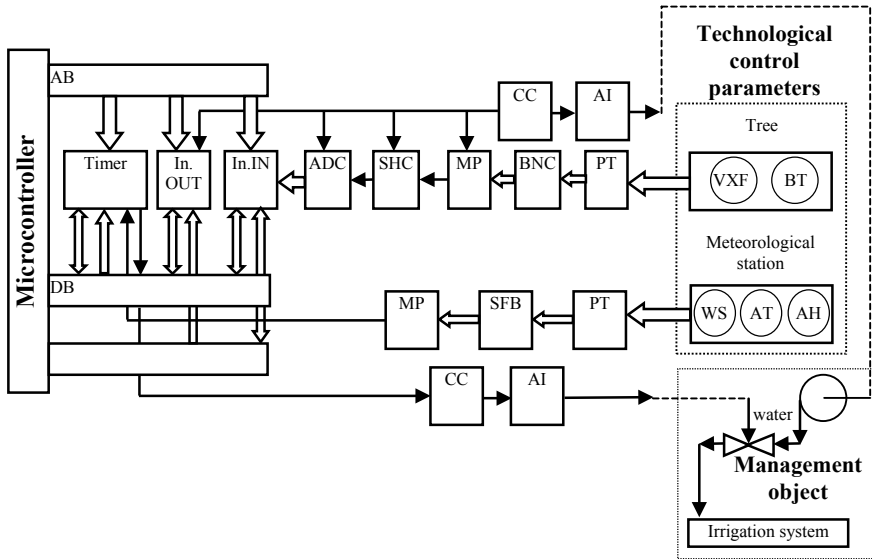 Technological
control
parameters
AB
CC
AI
Tree
Timer
In.
OUT
In.IN
ADC
SHC
MP
BNC
PT
VXF
BT
Microcontroller
Meteorological
station
DB
MP
SFB
PT
WS
AT
AH
CC
AI
water
Management
object
Irrigation system